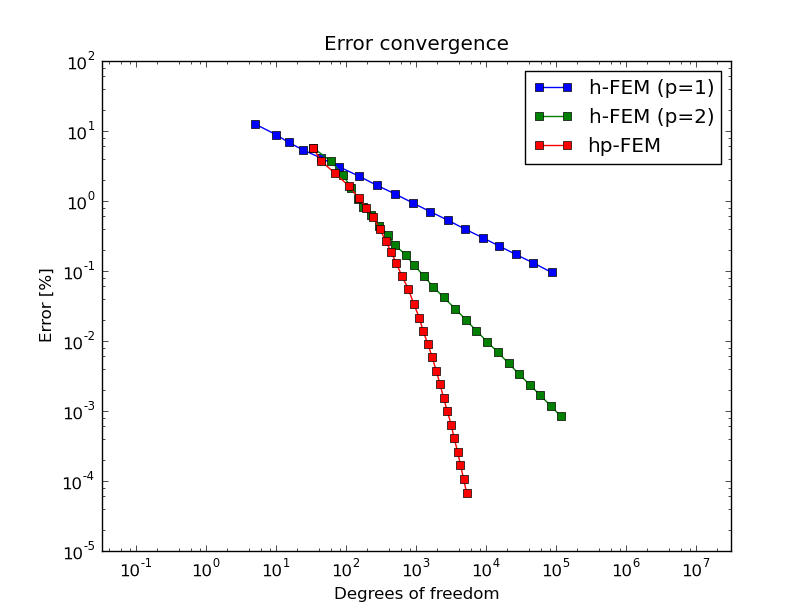 Error convergence
h-FEM (p=1)
h-FEM (p=2)
hp-FEM
Error [%]
10^2
10^1
10^0
10^-1
10^-2
10^-3
10^-4
10^-5
10^-1 10^0 10^1 10^2 10^3 10^4 10^5 10^6 10^7
Degrees of freedom